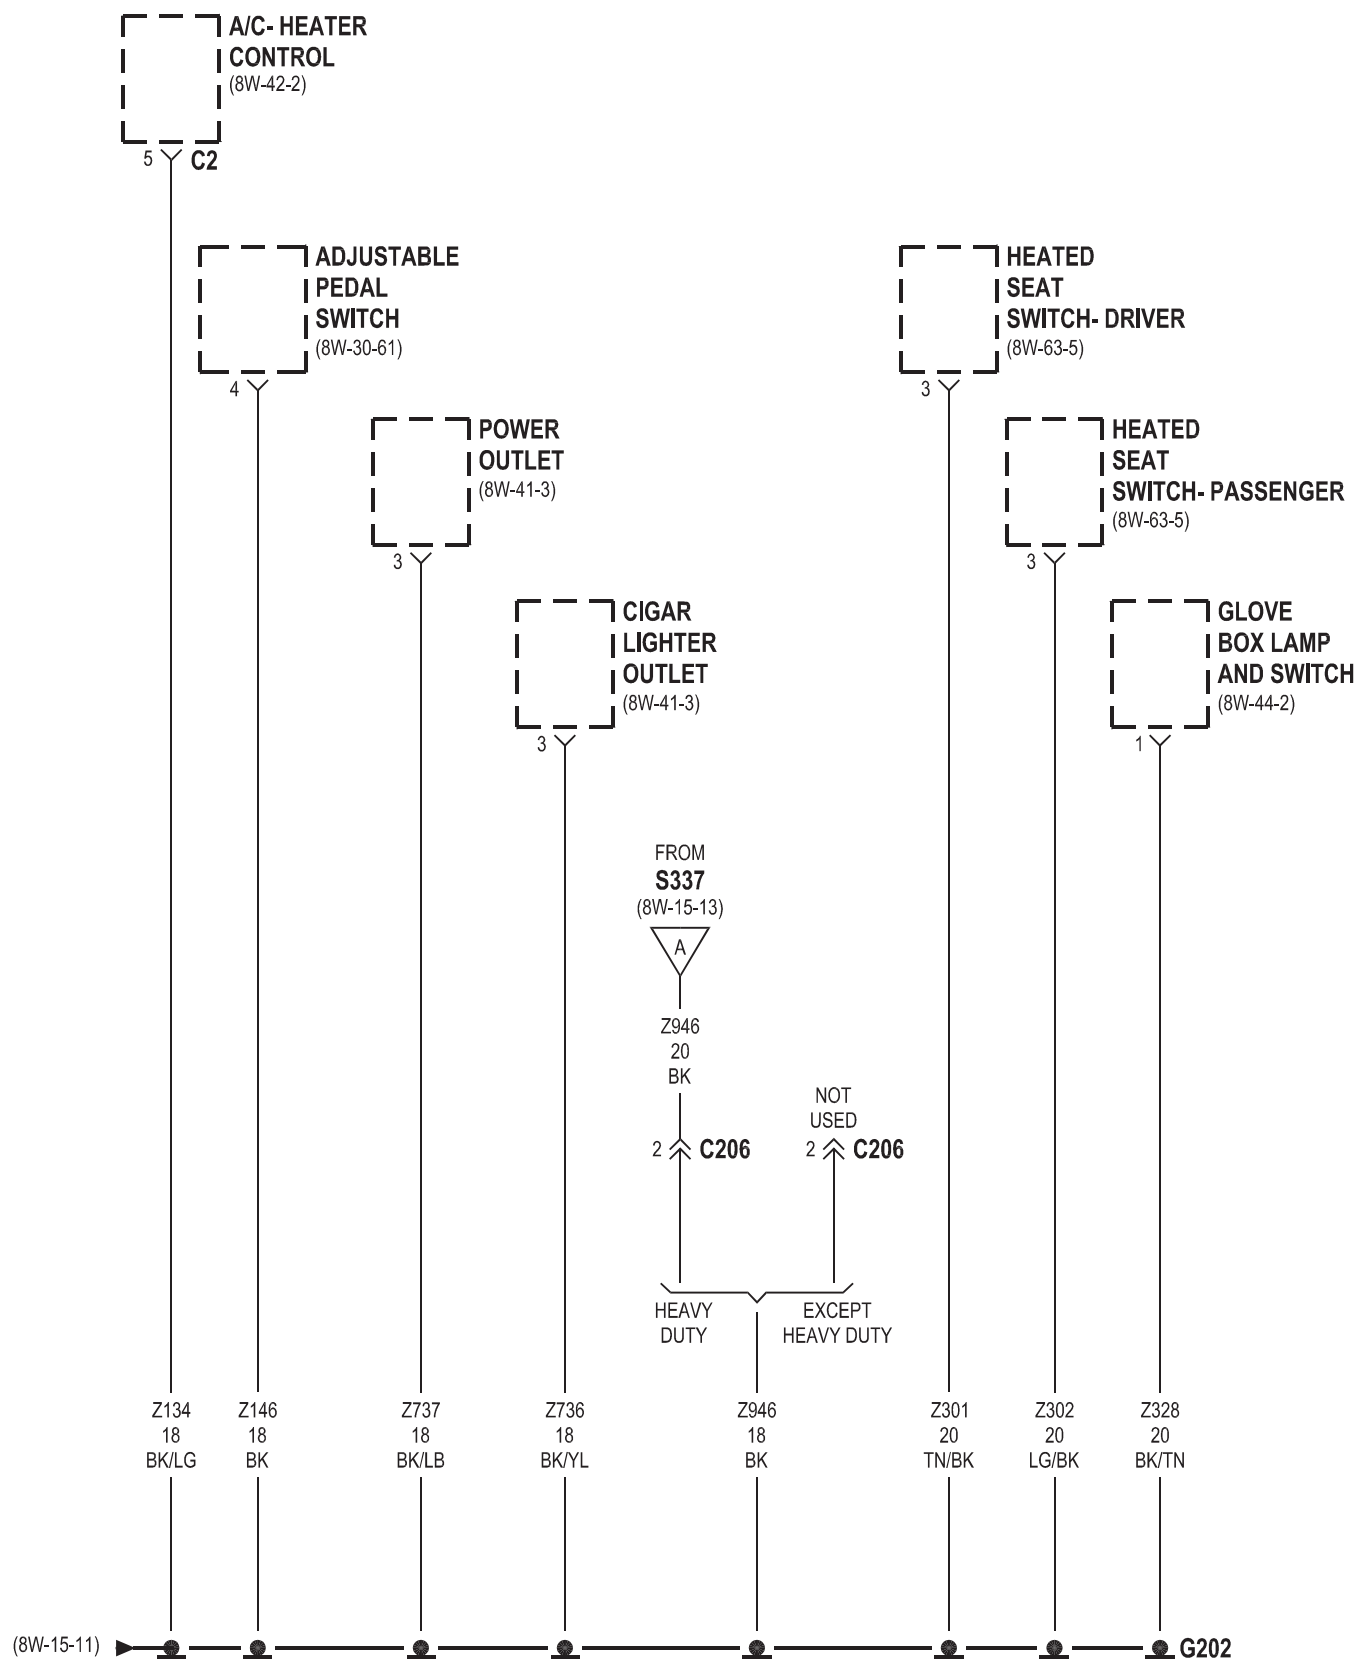 A/C- HEATER
CONTROL
(8W-42-2)
5
C2
ADJUSTABLE
PEDAL
SWITCH
(8W-30-61)
4
HEATED
SEAT
SWITCH- DRIVER
(8W-63-5)
3
POWER
OUTLET
(8W-41-3)
3
HEATED
SEAT
SWITCH- PASSENGER
(8W-63-5)
3
CIGAR
LIGHTER
OUTLET
(8W-41-3)
3
GLOVE
BOX LAMP
AND SWITCH
(8W-44-2)
1
FROM
S337
(8W-15-13)
A
Z946
20
BK
2
C206
NOT
USED
2
C206
HEAVY
DUTY
EXCEPT
HEAVY DUTY
Z134
18
BK/LG
Z146
18
BK
Z737
18
BK/LB
Z736
18
BK/YL
Z946
18
BK
Z301
20
TN/BK
Z302
20
LG/BK
Z328
20
BK/TN
(8W-15-11)
G202